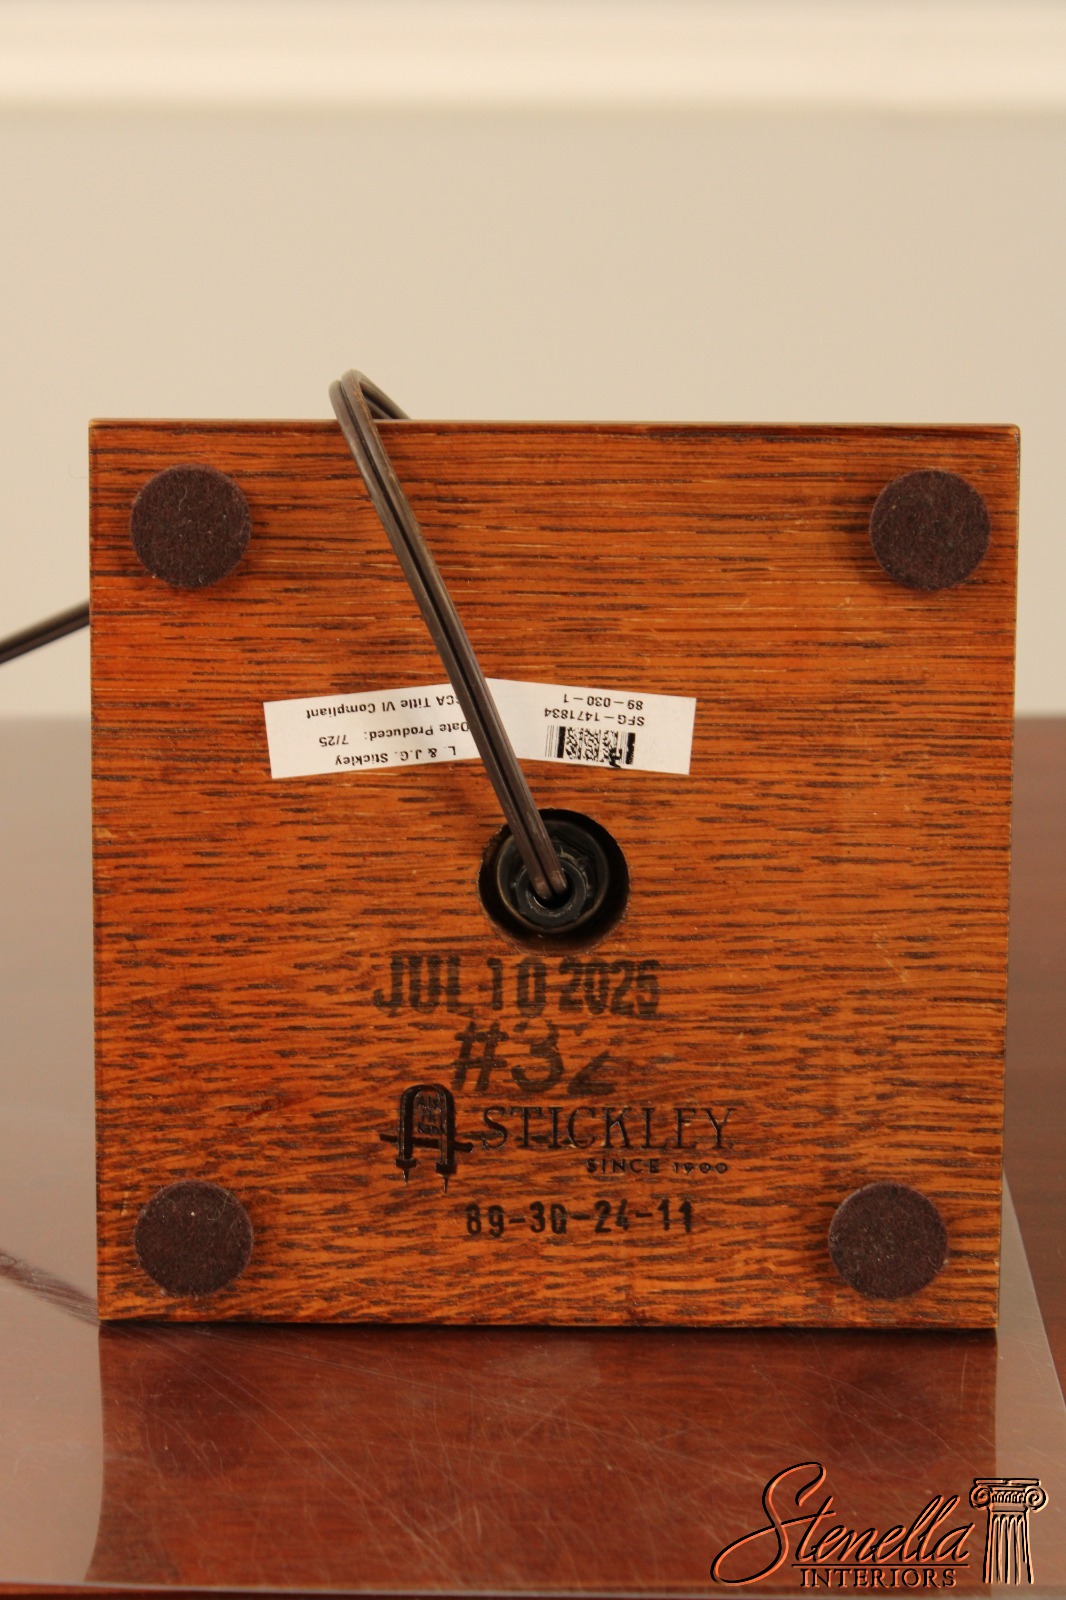 L. & J.G. Stickley
Date Produced: 7/25
CA Title VI Compliant
SFG-1471834
89-030-1
JUL 10 2025
#32
STICKLEY
SINCE 1900
89-30-24-11
Stenella
INTERIORS